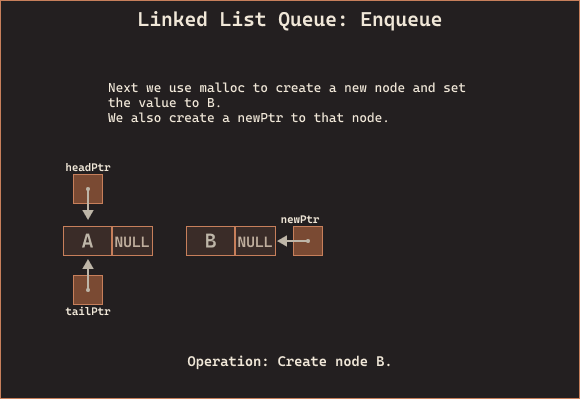 Linked List Queue: Enqueue
Next we use malloc to create a new node and set
the value to B.
We also create a newPtr to that node.
headPtr
newPtr
A NULL B NULL
tailPtr
Operation: Create node B.